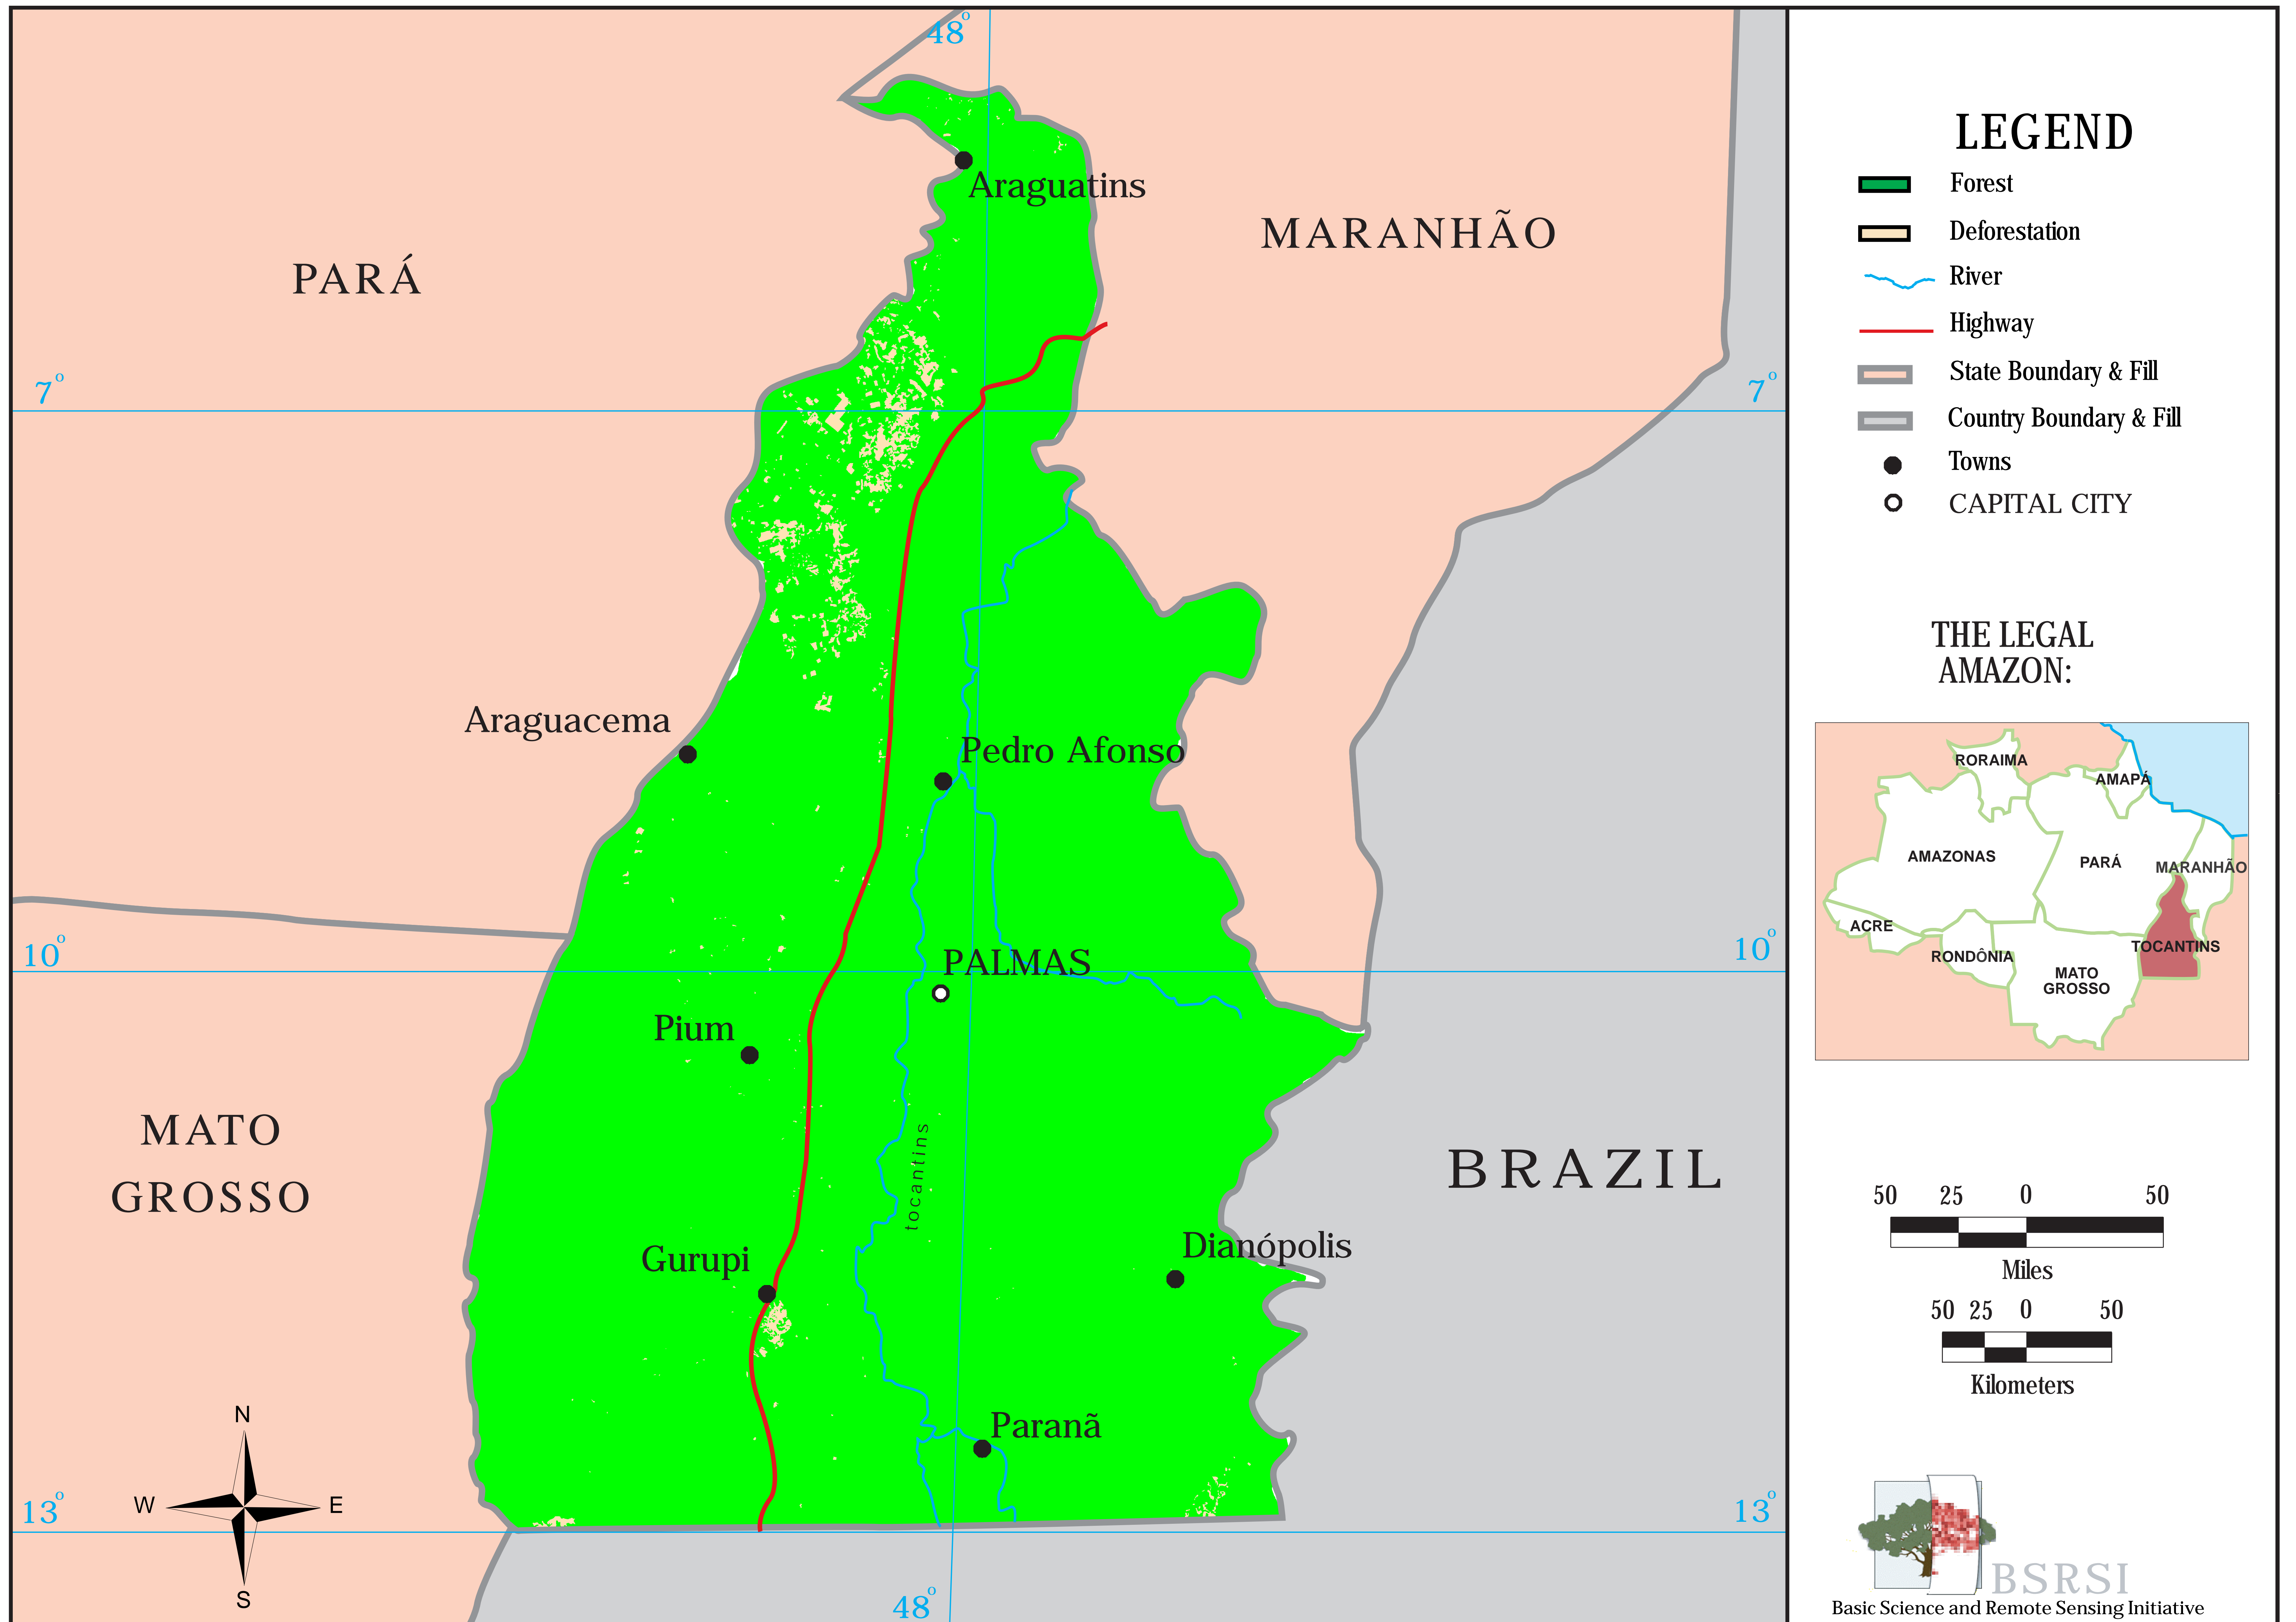 48°
PARÁ
MARANHÃO
Araguatins
7°
7°
Araguacema
Pedro Afonso
10°
10°
PALMAS
Pium
MATO
GROSSO
tocantins
BRAZIL
Gurupi
Dianópolis
Paranã
N
W
E
S
13°
13°
48°
LEGEND
Forest
Deforestation
River
Highway
State Boundary & Fill
Country Boundary & Fill
Towns
CAPITAL CITY
THE LEGAL
AMAZON:
RORAIMA
AMAPÁ
AMAZONAS
PARÁ
MARANHÃO
ACRE
RONDÔNIA
TOCANTINS
MATO
GROSSO
50 25 0 50
Miles
50 25 0 50
Kilometers
BSRSI
Basic Science and Remote Sensing Initiative